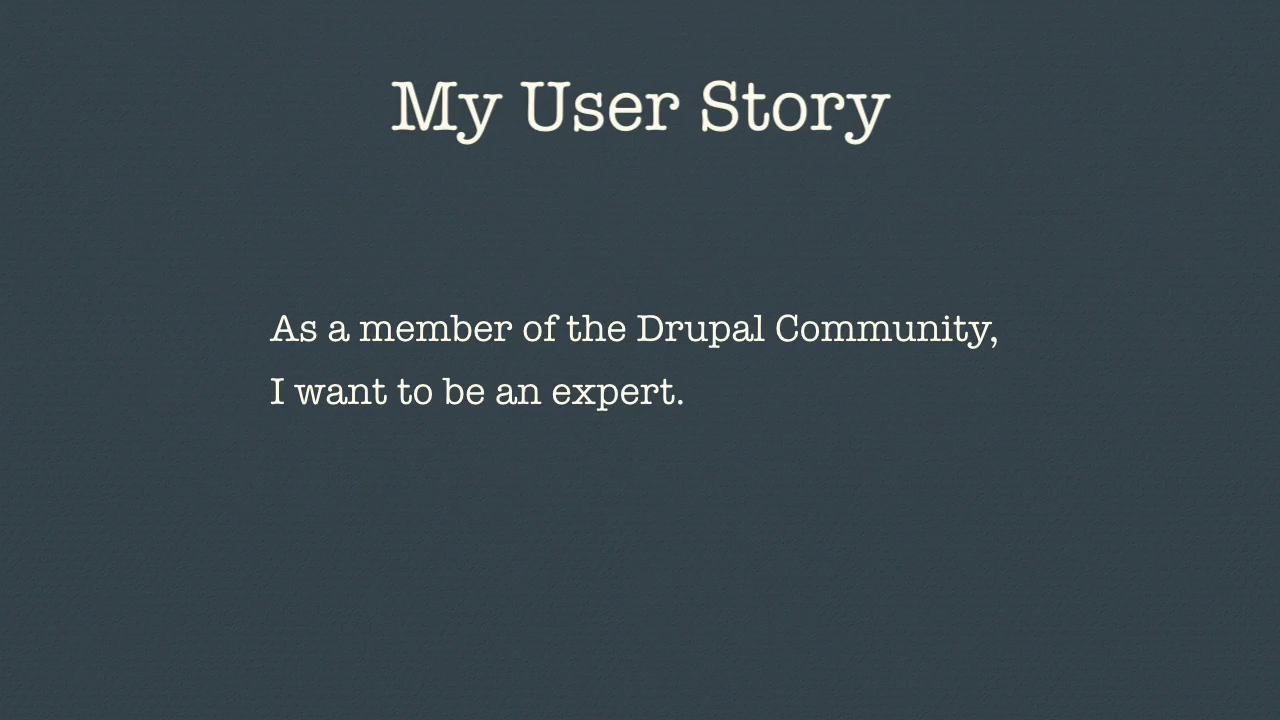 My User Story
As a member of the Drupal Community,
I want to be an expert.